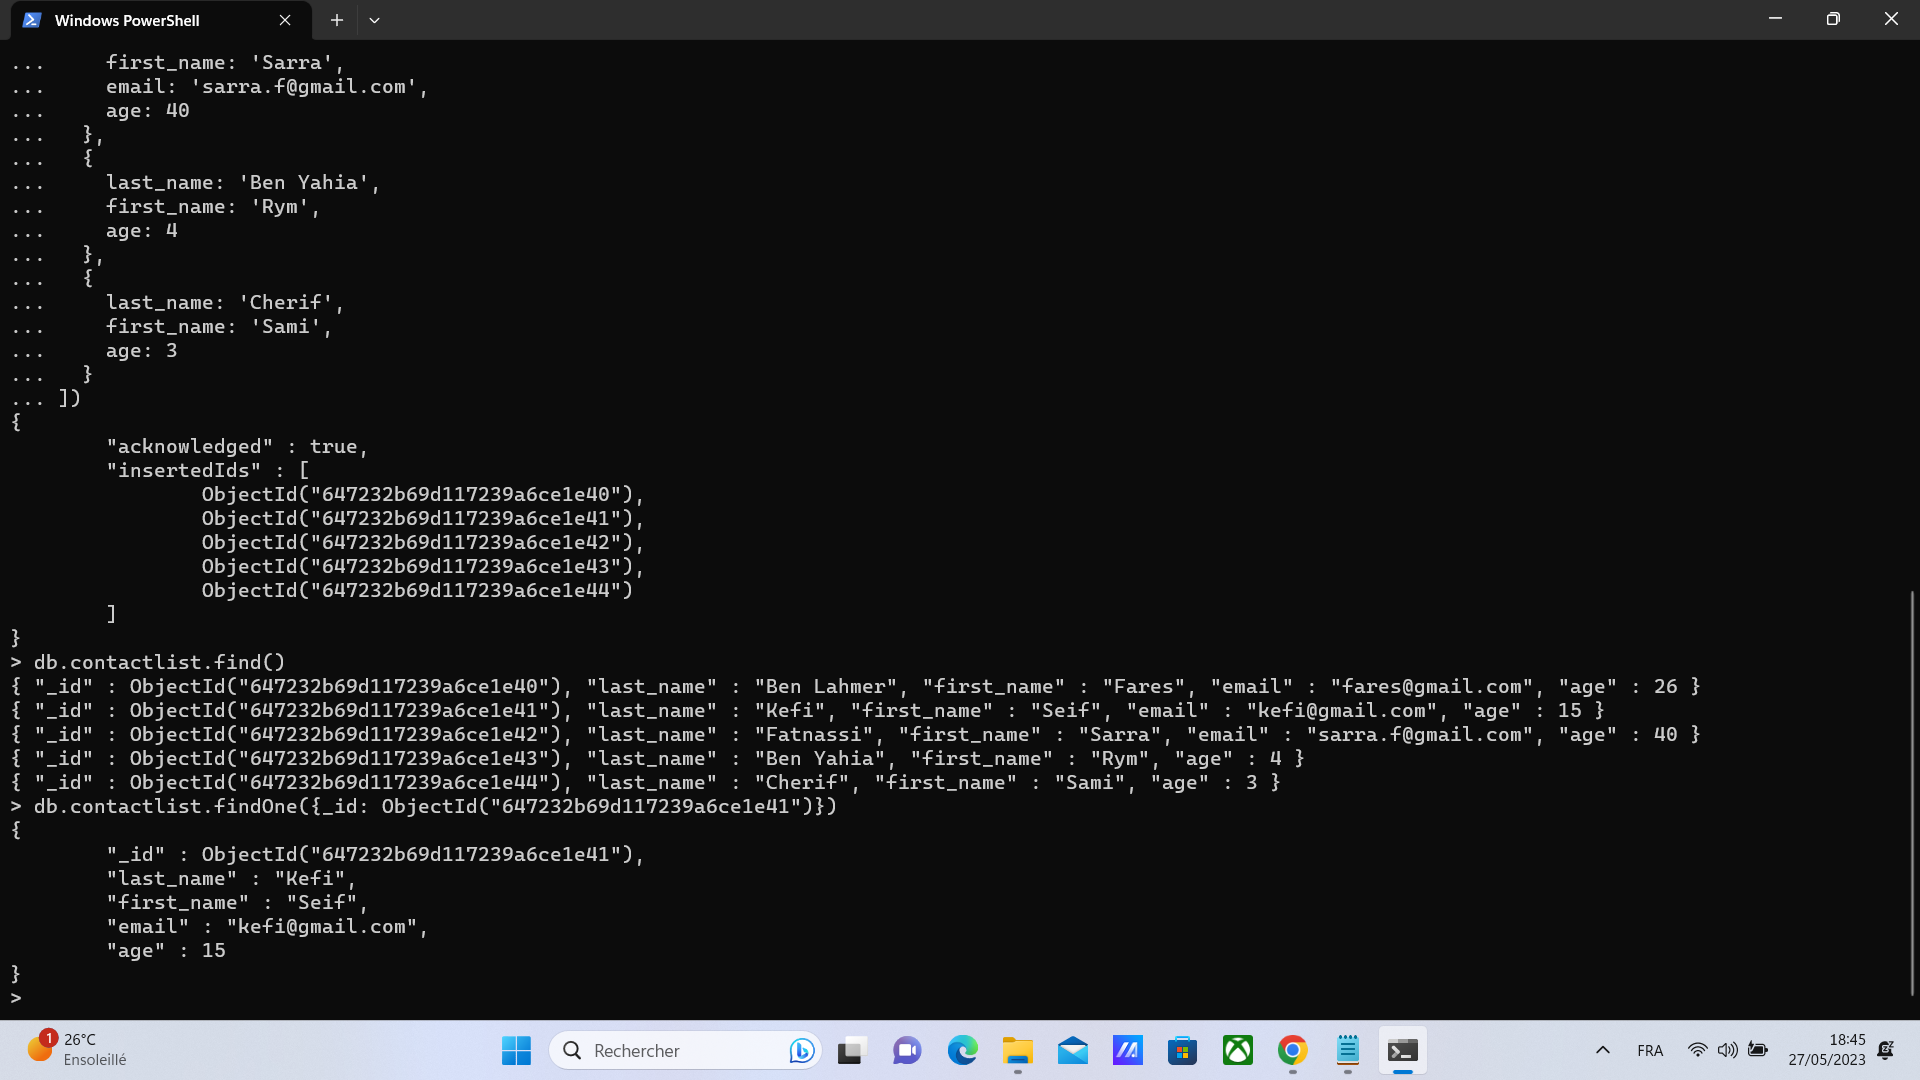 Windows PowerShell
...     first_name: 'Sarra',
...     email: 'sarra.f@gmail.com',
...     age: 40
...   },
...   {
...     last_name: 'Ben Yahia',
...     first_name: 'Rym',
...     age: 4
...   },
...   {
...     last_name: 'Cherif',
...     first_name: 'Sami',
...     age: 3
...   }
... ])
{
        "acknowledged" : true,
        "insertedIds" : [
                ObjectId("647232b69d117239a6ce1e40"),
                ObjectId("647232b69d117239a6ce1e41"),
                ObjectId("647232b69d117239a6ce1e42"),
                ObjectId("647232b69d117239a6ce1e43"),
                ObjectId("647232b69d117239a6ce1e44")
        ]
}
> db.contactlist.find()
{ "_id" : ObjectId("647232b69d117239a6ce1e40"), "last_name" : "Ben Lahmer", "first_name" : "Fares", "email" : "fares@gmail.com", "age" : 26 }
{ "_id" : ObjectId("647232b69d117239a6ce1e41"), "last_name" : "Kefi", "first_name" : "Seif", "email" : "kefi@gmail.com", "age" : 15 }
{ "_id" : ObjectId("647232b69d117239a6ce1e42"), "last_name" : "Fatnassi", "first_name" : "Sarra", "email" : "sarra.f@gmail.com", "age" : 40 }
{ "_id" : ObjectId("647232b69d117239a6ce1e43"), "last_name" : "Ben Yahia", "first_name" : "Rym", "age" : 4 }
{ "_id" : ObjectId("647232b69d117239a6ce1e44"), "last_name" : "Cherif", "first_name" : "Sami", "age" : 3 }
> db.contactlist.findOne({_id: ObjectId("647232b69d117239a6ce1e41")})
{
        "_id" : ObjectId("647232b69d117239a6ce1e41"),
        "last_name" : "Kefi",
        "first_name" : "Seif",
        "email" : "kefi@gmail.com",
        "age" : 15
}
>
1
26°C
Ensoleillé
Rechercher
FRA
18:45
27/05/2023